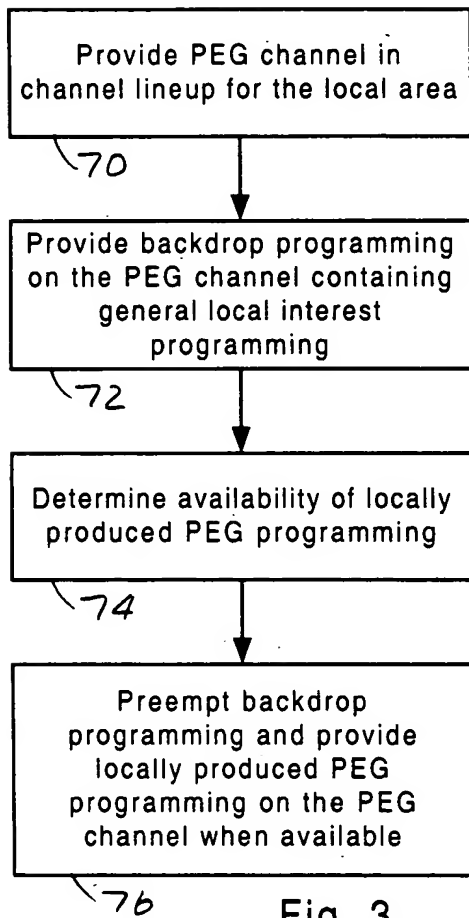 Provide PEG channel in
channel lineup for the local area
70
Provide backdrop programming
on the PEG channel containing
general local interest
programming
72
Determine availability of locally
produced PEG programming
74
Preempt backdrop
programming and provide
locally produced PEG
programming on the PEG
channel when available
76
Fig. 3